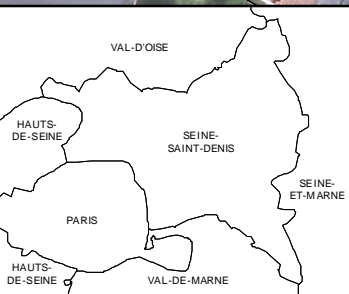 VAL-D'OISE
HAUTS-
DE-SEINE
SEINE-
SAINT-DENIS
SEINE-
ET-MARNE
PARIS
HAUTS-
DE-SEINE
VAL-DE-MARNE